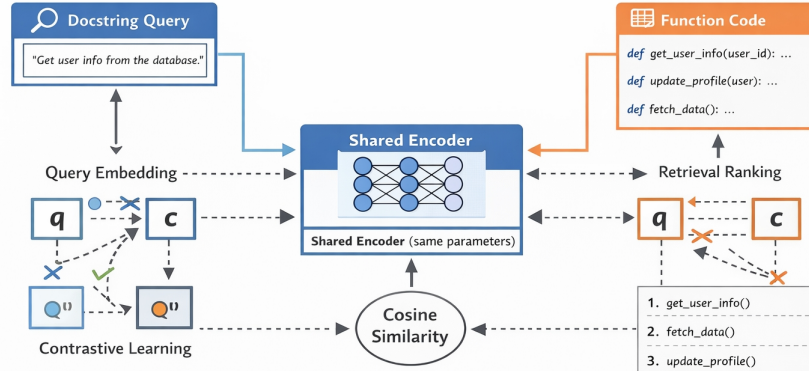 Docstring Query
"Get user info from the database."
Function Code
def get_user_info(user_id): ...
def update_profile(user): ...
def fetch_data(): ...
Shared Encoder
Shared Encoder (same parameters)
Query Embedding
q
c
Contrastive Learning
Cosine
Similarity
Retrieval Ranking
q
c
1. get_user_info()
2. fetch_data()
3. update_profile()